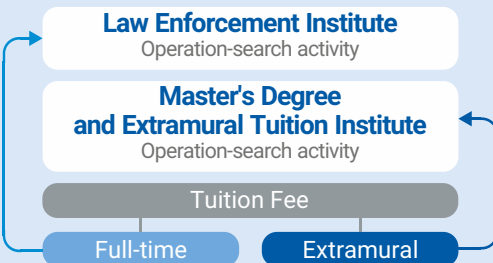 Law Enforcement Institute
Operation-search activity
Master's Degree
and Extramural Tuition Institute
Operation-search activity
Tuition Fee
Full-time
Extramural